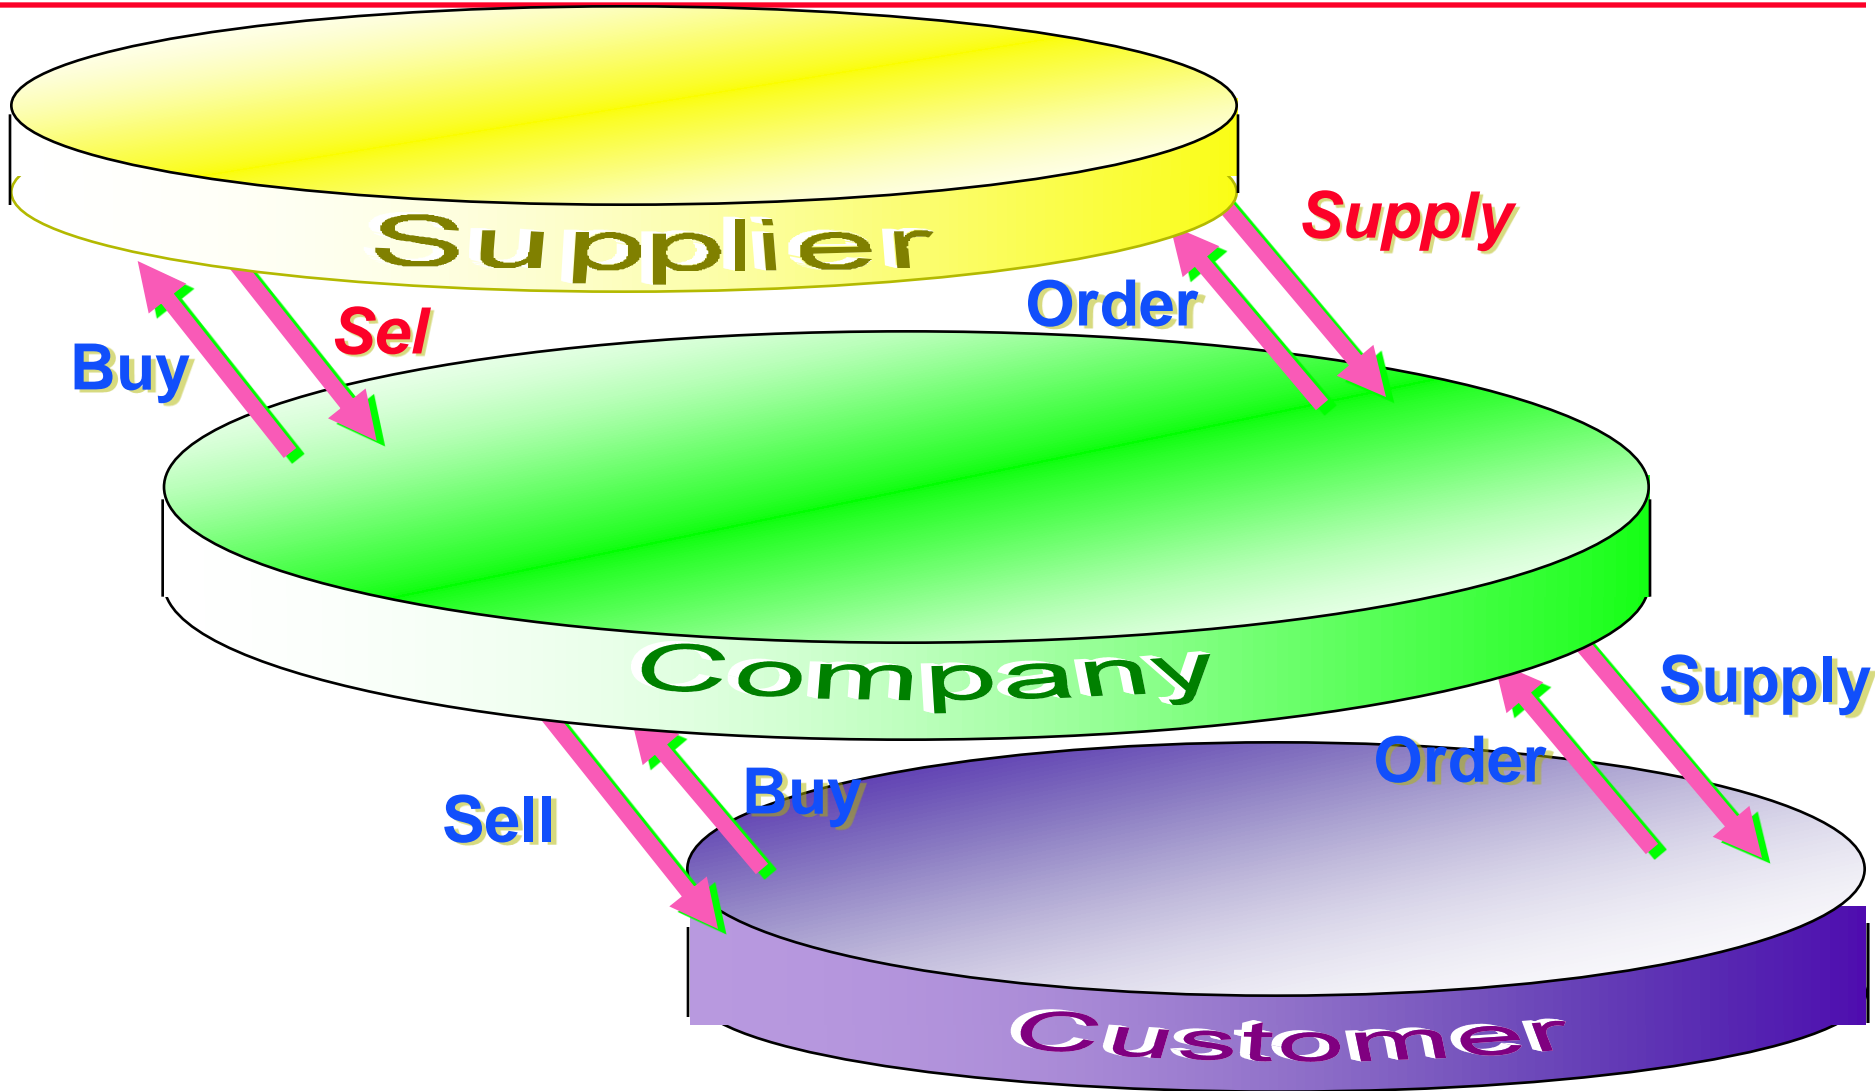 Supplier
Supply
Order
Sel
Buy
Company
Supply
Order
Buy
Sell
Customer